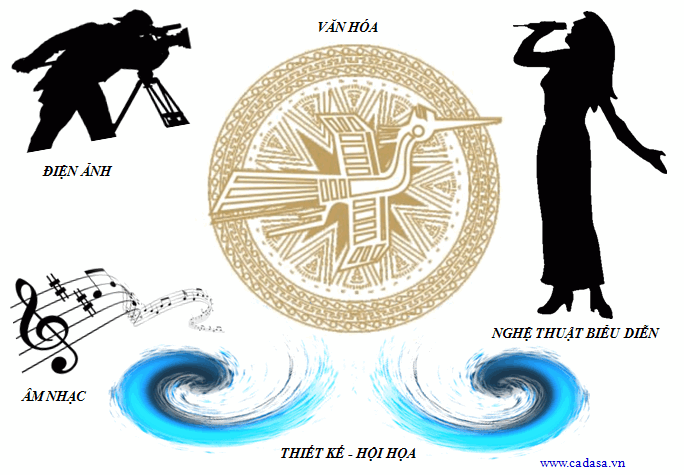 VĂN HÓA
ĐIỆN ẢNH
NGHỆ THUẬT BIỂU DIỄN
ÂM NHẠC
THIẾT KẾ - HỘI HỌA
www.cadasa.vn